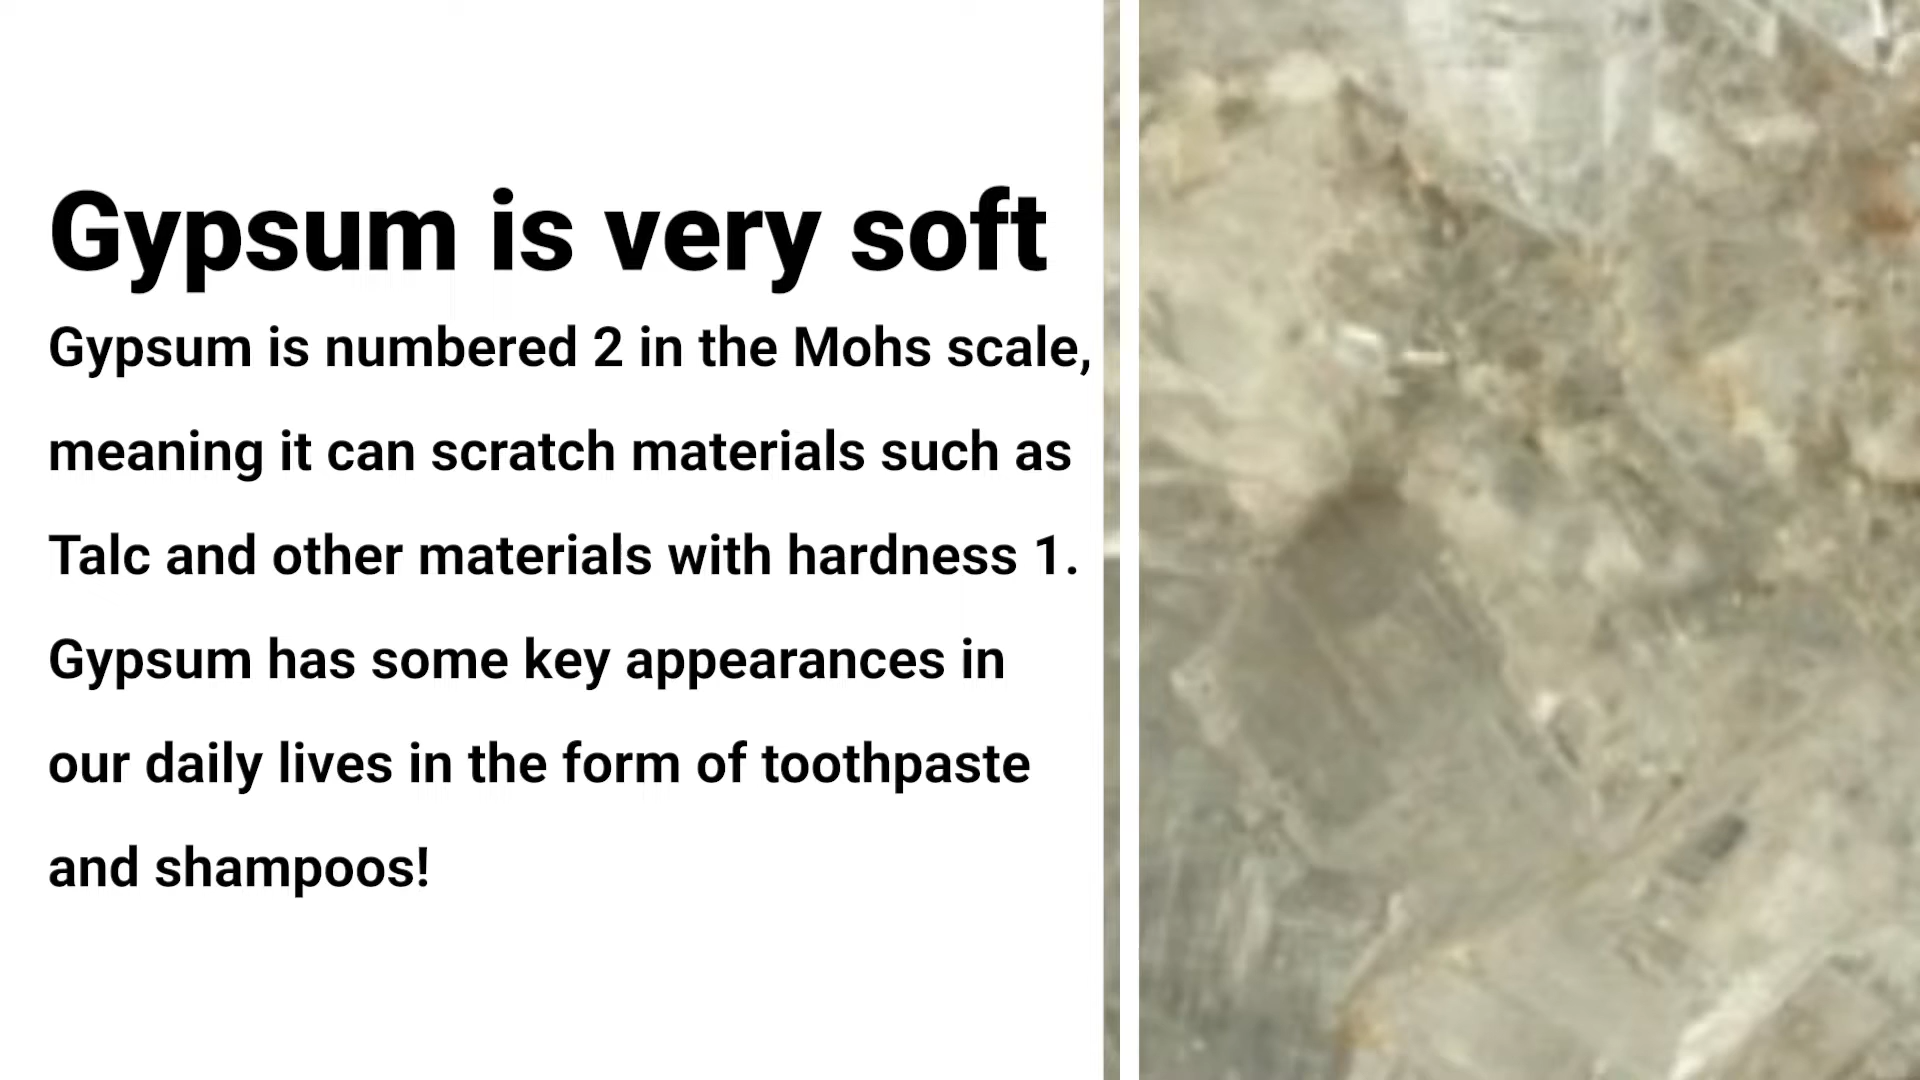 Gypsum is very soft
Gypsum is numbered 2 in the Mohs scale,
meaning it can scratch materials such as
Talc and other materials with hardness 1.
Gypsum has some key appearances in
our daily lives in the form of toothpaste
and shampoos!